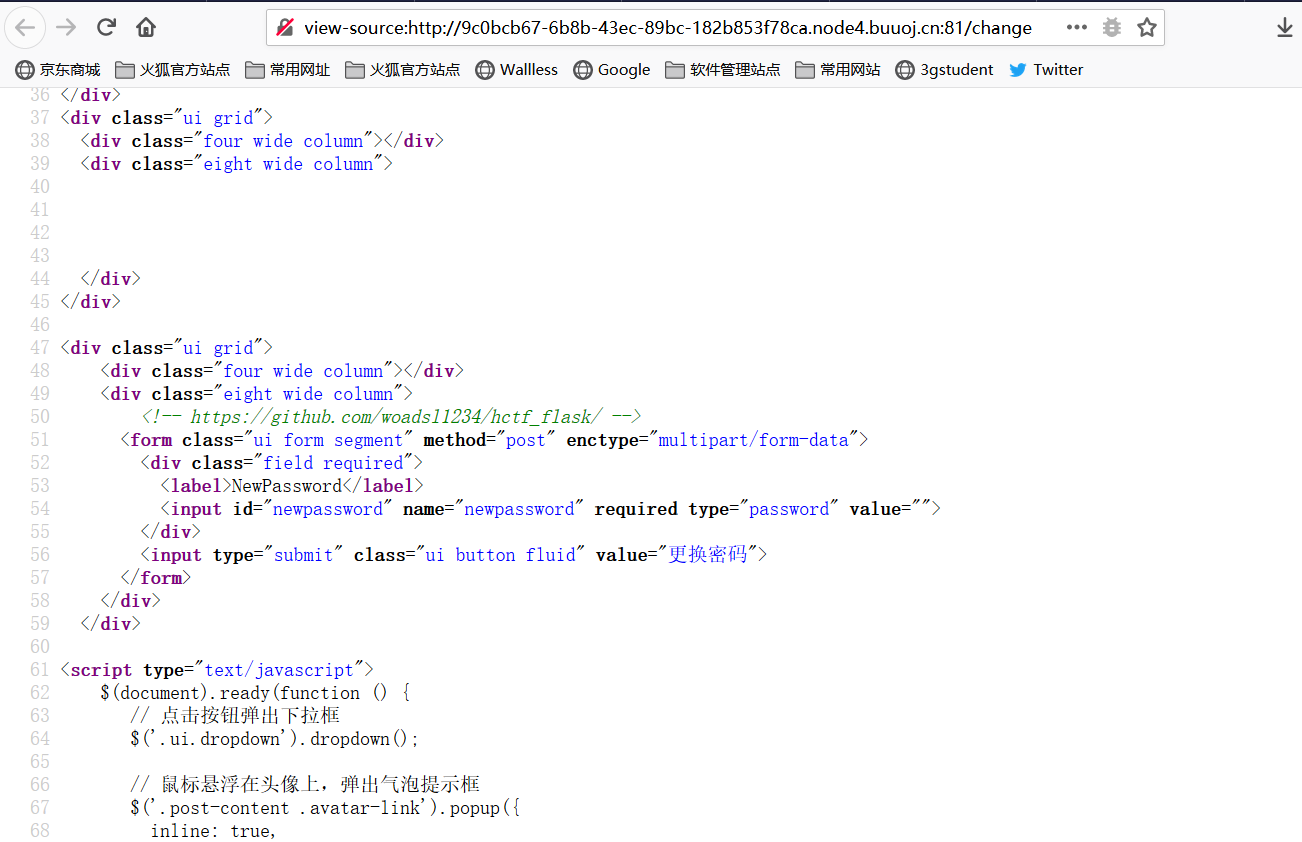 view-source:http://9c0bcb67-6b8b-43ec-89bc-182b853f78ca.node4.buuoj.cn:81/change
京东商城 火狐官方站点 常用网址 火狐官方站点 Wallless Google 软件管理站点 常用网站 3gstudent Twitter
36 </div>
37 <div class="ui grid">
38 <div class="four wide column"></div>
39 <div class="eight wide column">
40
41
42
43
44 </div>
45 </div>
46
47 <div class="ui grid">
48 <div class="four wide column"></div>
49 <div class="eight wide column">
50 <!-- https://github.com/woadsl1234/hctf_flask/ -->
51 <form class="ui form segment" method="post" enctype="multipart/form-data">
52 <div class="field required">
53 <label>NewPassword</label>
54 <input id="newpassword" name="newpassword" required type="password" value="">
55 </div>
56 <input type="submit" class="ui button fluid" value="更换密码">
57 </form>
58 </div>
59 </div>
60
61 <script type="text/javascript">
62 $(document).ready(function () {
63 // 点击按钮弹出下拉框
64 $('.ui.dropdown').dropdown();
65
66 // 鼠标悬浮在头像上，弹出气泡提示框
67 $('.post-content .avatar-link').popup({
68 inline: true,